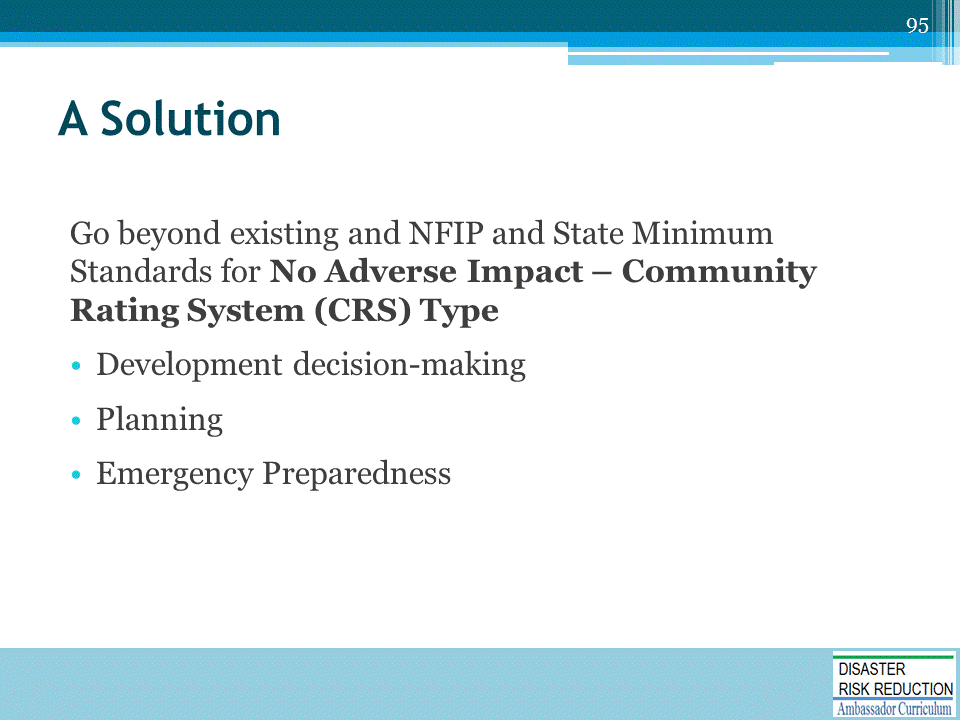 95
A Solution
Go beyond existing and NFIP and State Minimum
Standards for No Adverse Impact – Community
Rating System (CRS) Type
• Development decision-making
• Planning
• Emergency Preparedness
DISASTER
RISK REDUCTION
Ambassador Curriculum